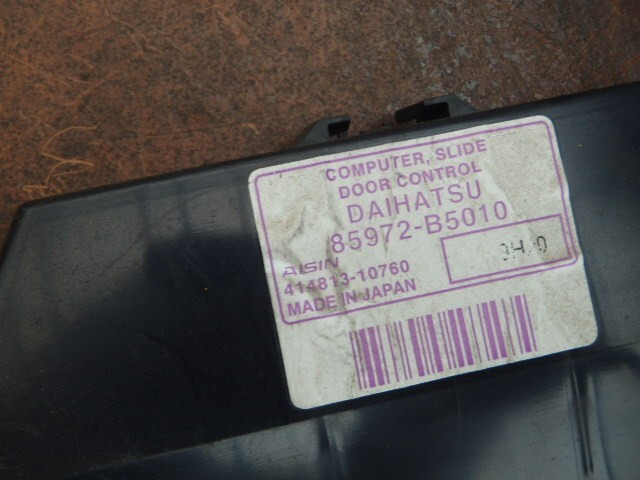 COMPUTER, SLIDE
DOOR CONTROL
DAIHATSU
85972-B5010
AISIN
414813-10760
MADE IN JAPAN